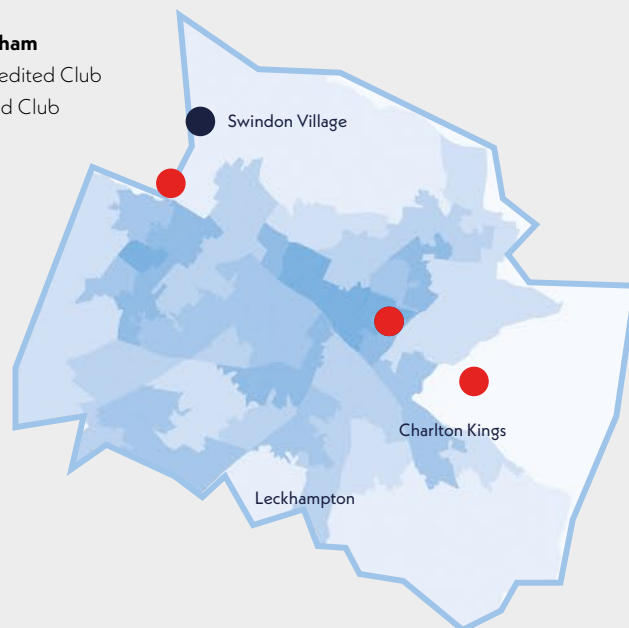 ham
edited Club
d Club
Swindon Village
Charlton Kings
Leckhampton